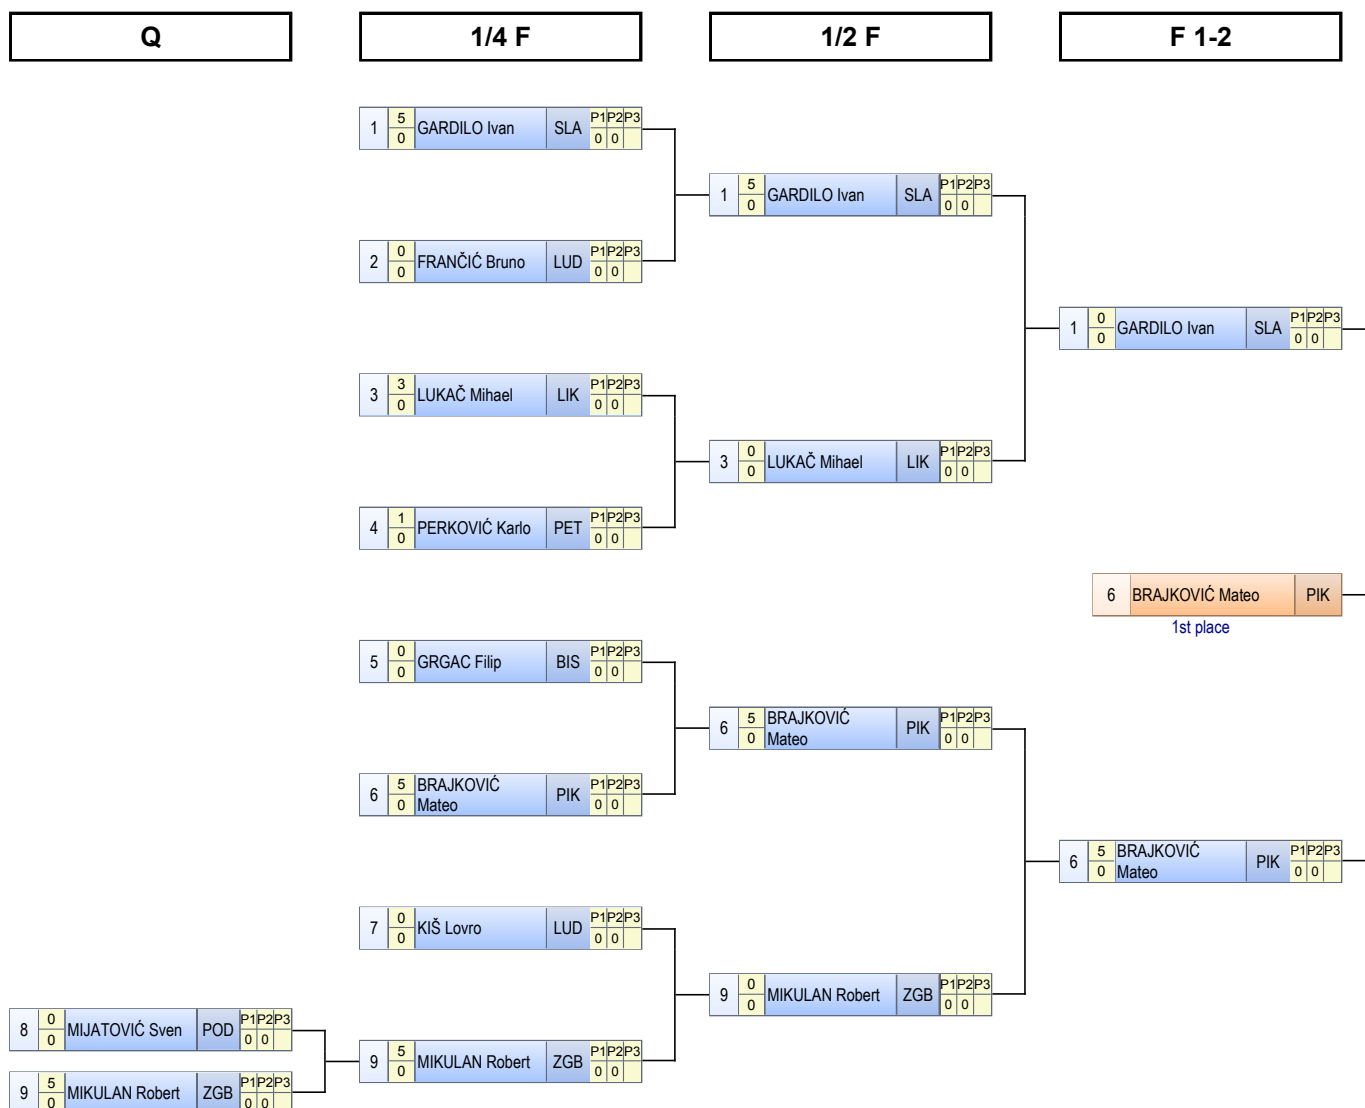 Q 1/4 F 1/2 F F 1-2
5 P1 P2 P3
1 GARDILO Ivan SLA
0 0 0
5 P1 P2 P3
1 GARDILO Ivan SLA
0 0 0
0 P1 P2 P3
2 FRANČIĆ Bruno LUD
0 0 0
0 P1 P2 P3
1 GARDILO Ivan SLA
0 0 0
3 P1 P2 P3
3 LUKAČ Mihael LIK
0 0 0
0 P1 P2 P3
3 LUKAČ Mihael LIK
0 0 0
1 P1 P2 P3
4 PERKOVIĆ Karlo PET
0 0 0
6 BRAJKOVIĆ Mateo PIK
1st place
0 P1 P2 P3
5 GRGAC Filip BIS
0 0 0
5 BRAJKOVIĆ P1 P2 P3
6 PIK
0 Mateo 0 0
5 BRAJKOVIĆ P1 P2 P3
6 PIK
0 Mateo 0 0
5 BRAJKOVIĆ P1 P2 P3
6 PIK
0 Mateo 0 0
0 P1 P2 P3
7 KIŠ Lovro LUD
0 0 0
0 P1 P2 P3
9 MIKULAN Robert ZGB
0 0 0
0 P1 P2 P3
8 MIJATOVIĆ Sven POD
0 0 0
5 P1 P2 P3
9 MIKULAN Robert ZGB
0 0 0
5 P1 P2 P3
9 MIKULAN Robert ZGB
0 0 0